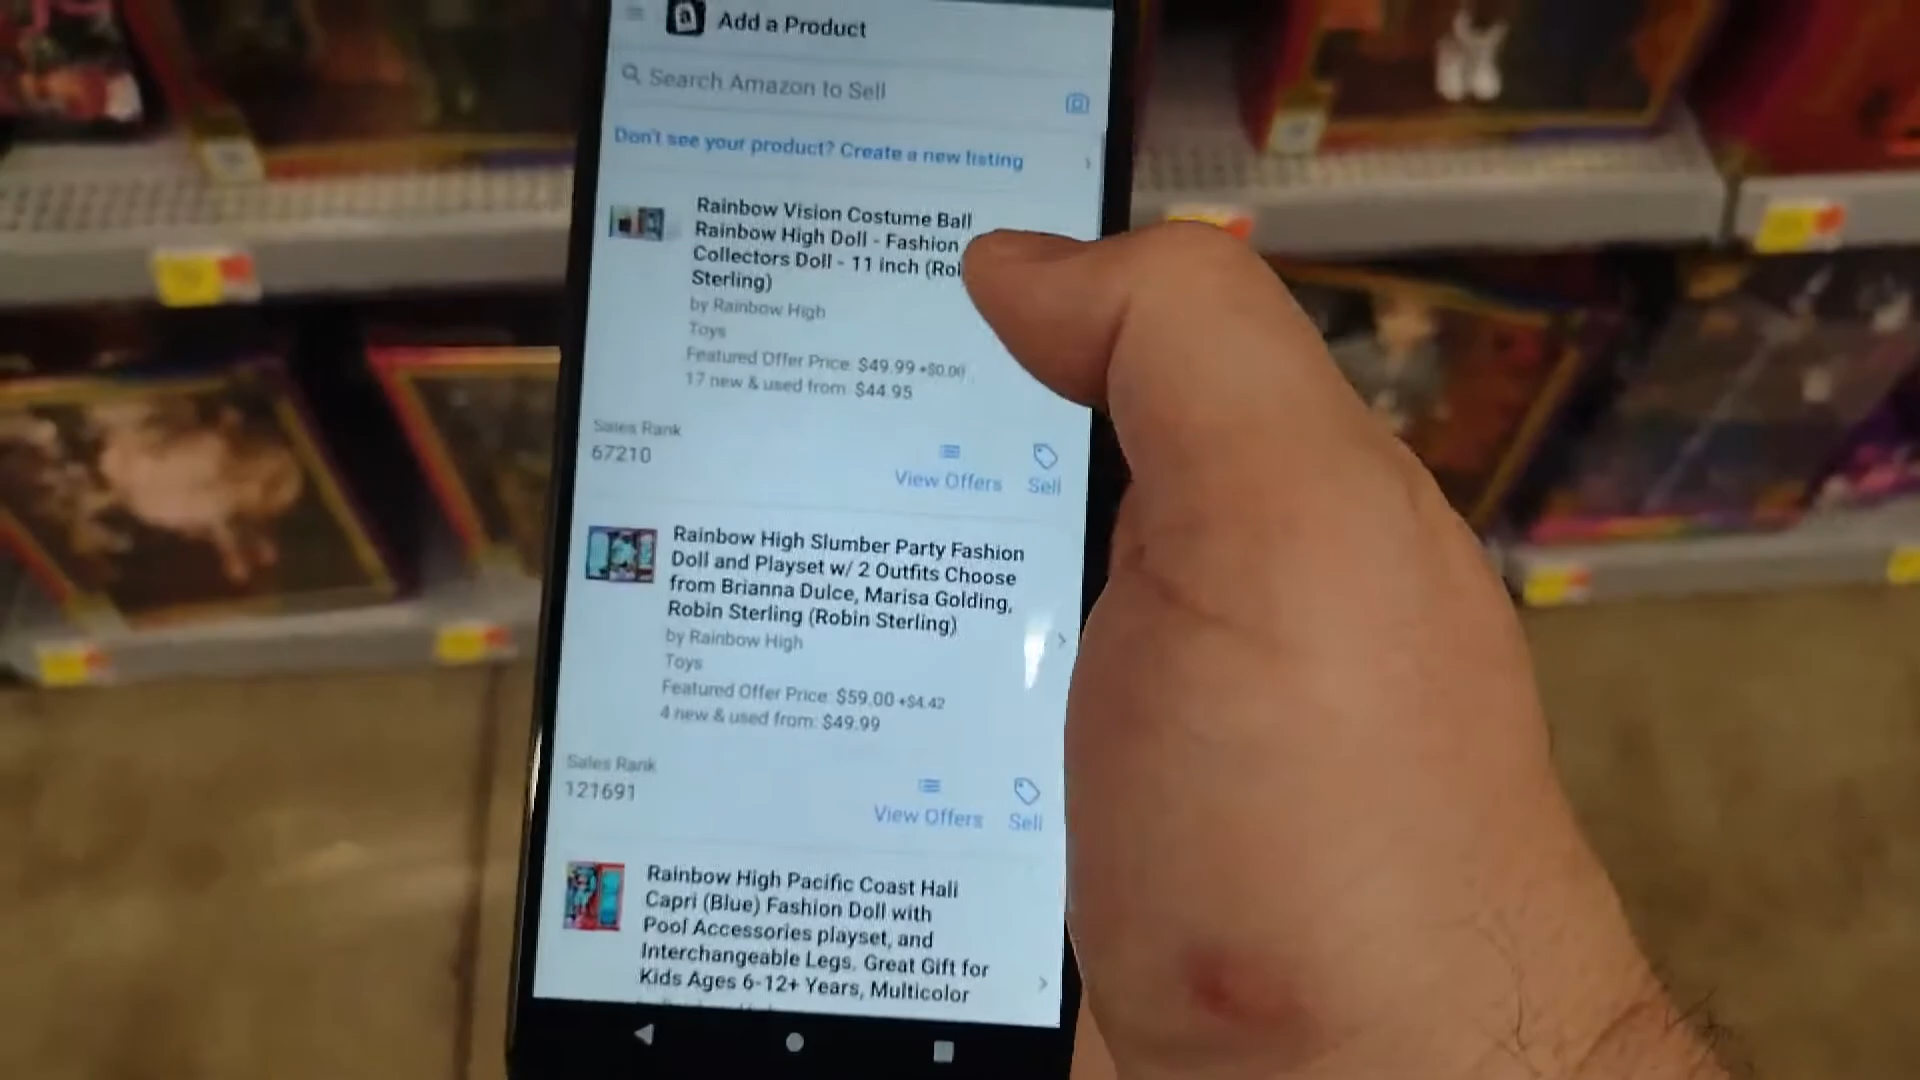 Add a Product
Search Amazon to Sell
Don't see your product? Create a new listing
Rainbow Vision Costume Ball
Rainbow High Doll - Fashion
Collectors Doll - 11 inch
Sterling)
by Rainbow High
Toys
Featured Offer Price: $49.99 +$0.00
17 new & used from: $44.95
Sales Rank
67210
View Offers
Sell
Rainbow High Slumber Party Fashion
Doll and Playset w/ 2 Outfits Choose
from Brianna Dulce, Marisa Golding,
Robin Sterling (Robin Sterling)
by Rainbow High
Toys
Featured Offer Price: $59.00 +$4.42
4 new & used from: $49.99
Sales Rank
121691
View Offers
Sell
Rainbow High Pacific Coast Hali
Capri (Blue) Fashion Doll with
Pool Accessories playset, and
Interchangeable Legs. Great Gift for
Kids Ages 6-12+ Years, Multicolor